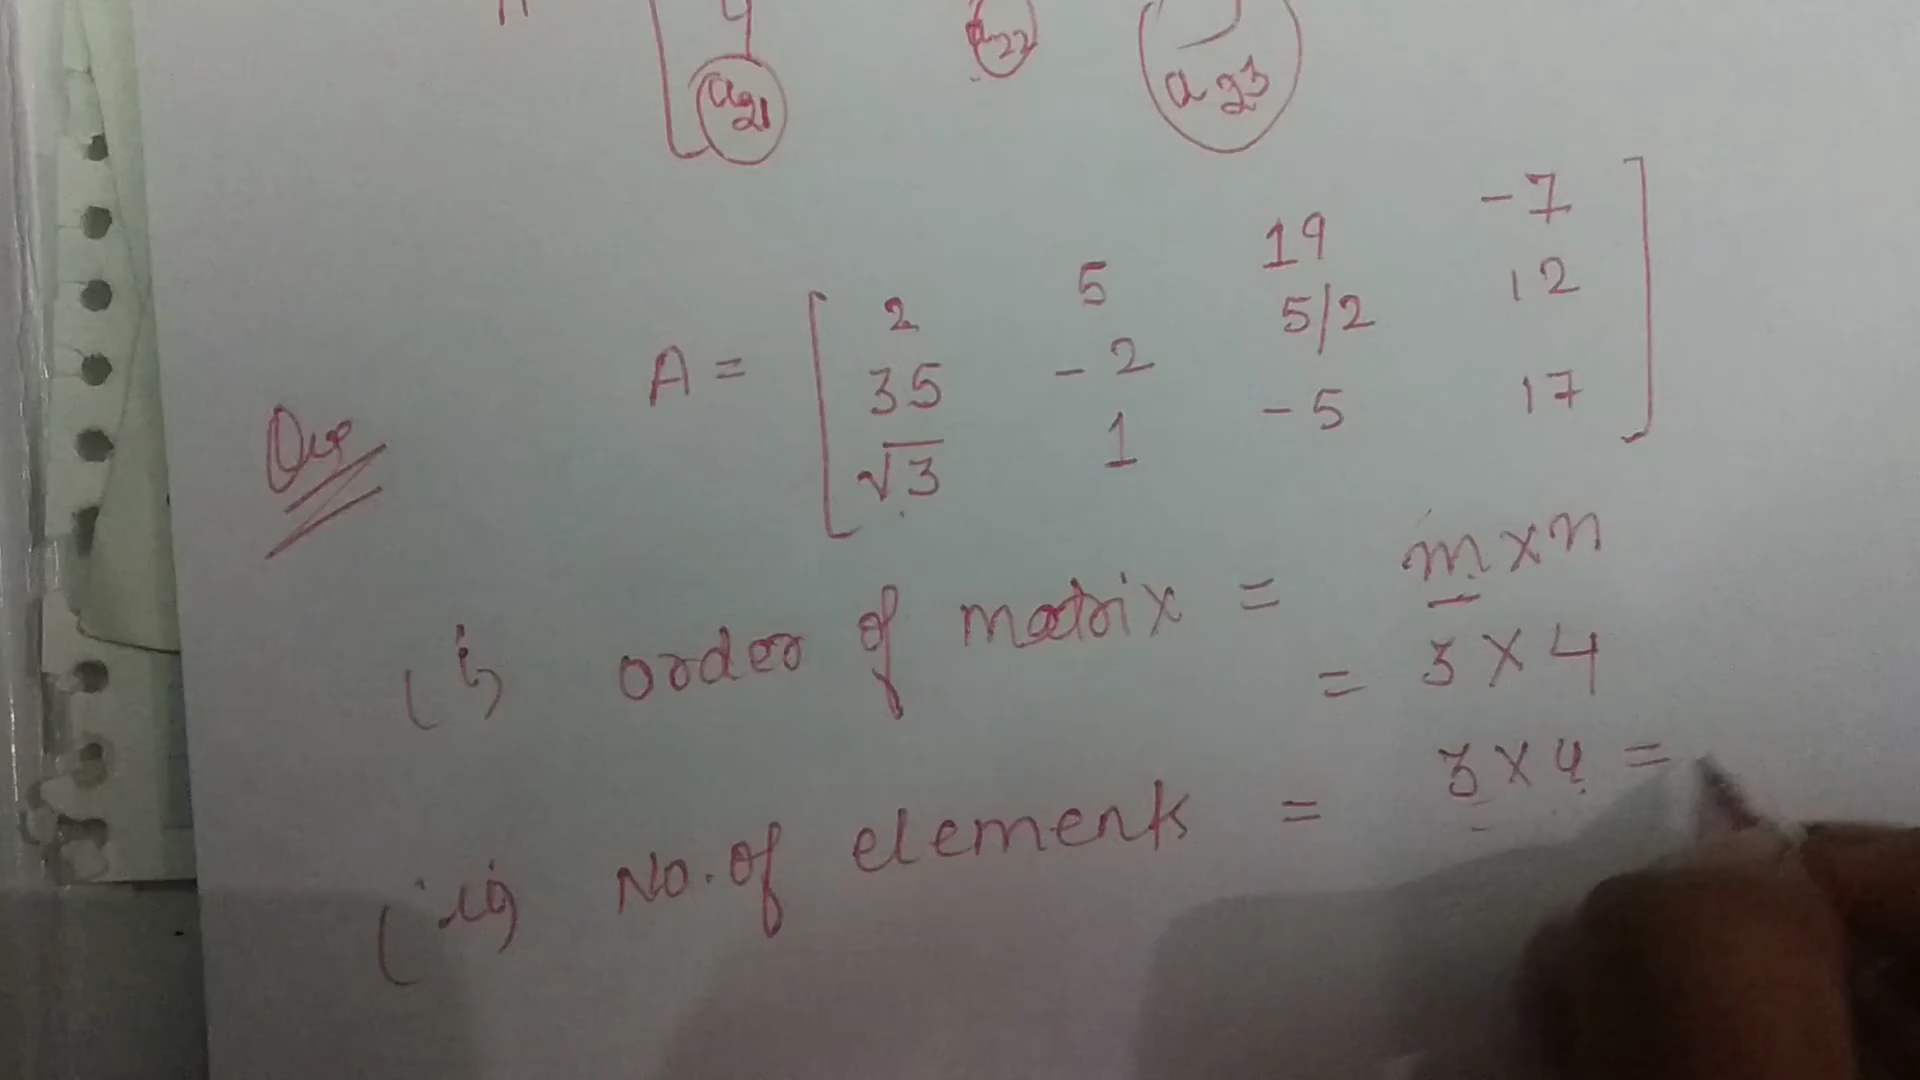 a21 a22 a23
2 5 19 -7
Que A = 35 -2 5/2 12
√3 1 -5 17
(i) order of matrix = m×n
= 3×4
(ii) No. of elements = 3×4 =